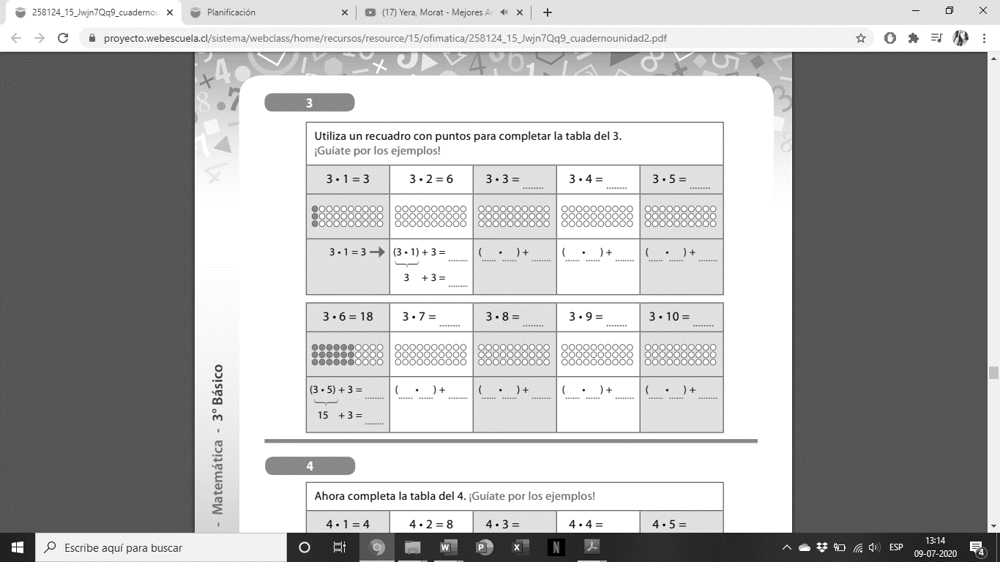 258124_15_Jwjn7Qq9_cuaderno
Planificación
(17) Yera, Morat - Mejores Ar
proyecto.webescuela.cl/sistema/webclass/home/recursos/resource/15/ofimatica/258124_15_Jwjn7Qq9_cuadernounidad2.pdf
3
Utiliza un recuadro con puntos para completar la tabla del 3.
¡Guíate por los ejemplos!
3 • 1 = 3 3 • 2 = 6 3 • 3 = ........ 3 • 4 = ........ 3 • 5 = ........
3 • 1 = 3 → (3 • 1) + 3 = ........ (..... • .....) + ........ (..... • .....) + ........ (..... • .....) + ........
3 + 3 = ........
3 • 6 = 18 3 • 7 = ........ 3 • 8 = ........ 3 • 9 = ........ 3 • 10 = ........
(3 • 5) + 3 = ........ (..... • .....) + ........ (..... • .....) + ........ (..... • .....) + ........ (..... • .....) + ........
15 + 3 = ........
- Matemática - 3° Básico
4
Ahora completa la tabla del 4. ¡Guíate por los ejemplos!
4 • 1 = 4 4 • 2 = 8 4 • 3 = 4 • 4 = 4 • 5 =
Escribe aquí para buscar
ESP
13:14
09-07-2020
4